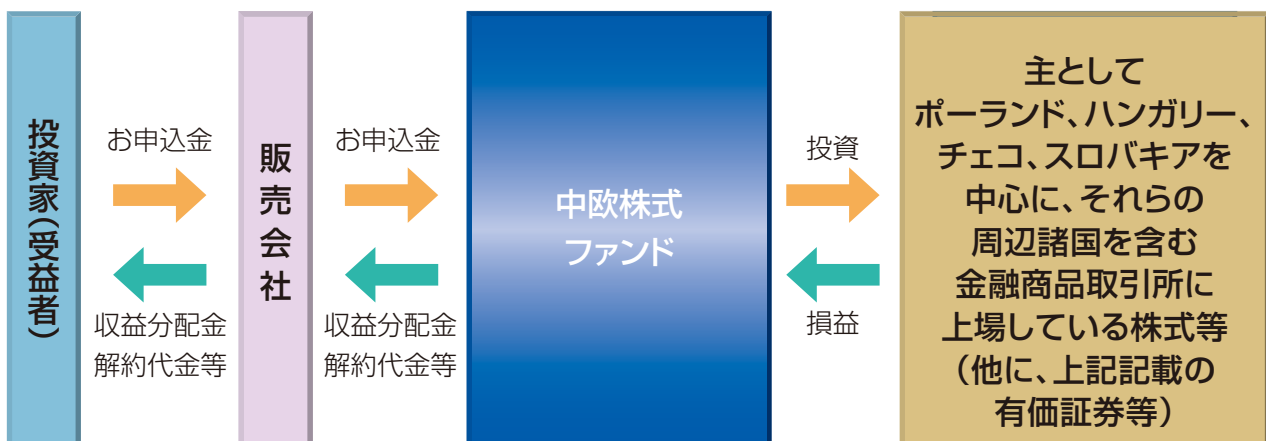 投資家(受益者)
お申込金
収益分配金
解約代金等
販売会社
お申込金
収益分配金
解約代金等
中欧株式
ファンド
投資
損益
主として
ポーランド、ハンガリー、
チェコ、スロバキアを
中心に、それらの
周辺諸国を含む
金融商品取引所に
上場している株式等
(他に、上記記載の
有価証券等)